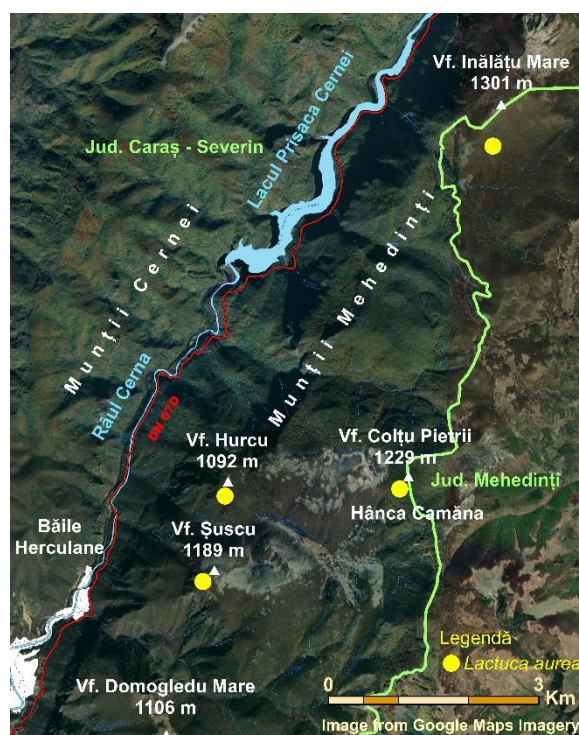 Vf. Inălățu Mare
1301 m
Lacul Prisaca Cernei
Jud. Caraș - Severin
Munții Cernei
Munții Mehedinți
Râul Cerna
DN 67D
Vf. Hurcu
1092 m
Vf. Colțu Pietrii
1229 m
Jud. Mehedinți
Hânca Camăna
Vf. Șuscu
1189 m
Băile
Herculane
Legendă
Lactuca aurea
Vf. Domogledu Mare
1106 m
0
3
Km
Image from Google Maps Imagery